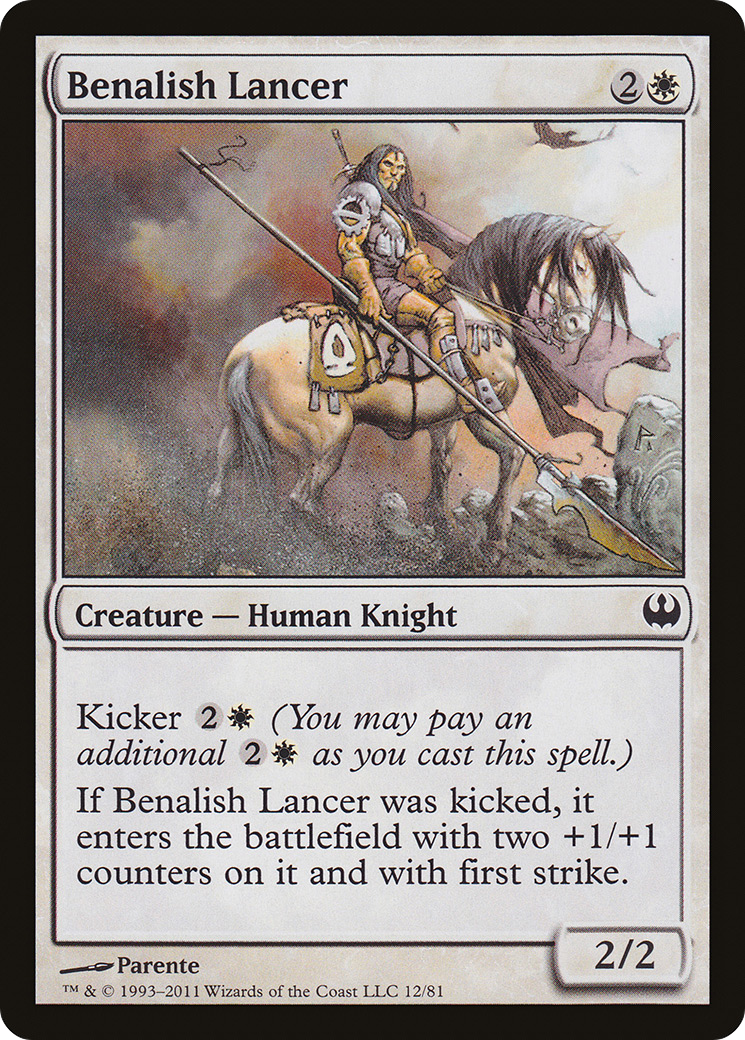 Benalish Lancer 2
Creature — Human Knight
Kicker 2 (You may pay an
additional 2 as you cast this spell.)
If Benalish Lancer was kicked, it
enters the battlefield with two +1/+1
counters on it and with first strike.
2/2
Parente
™ & © 1993–2011 Wizards of the Coast LLC 12/81